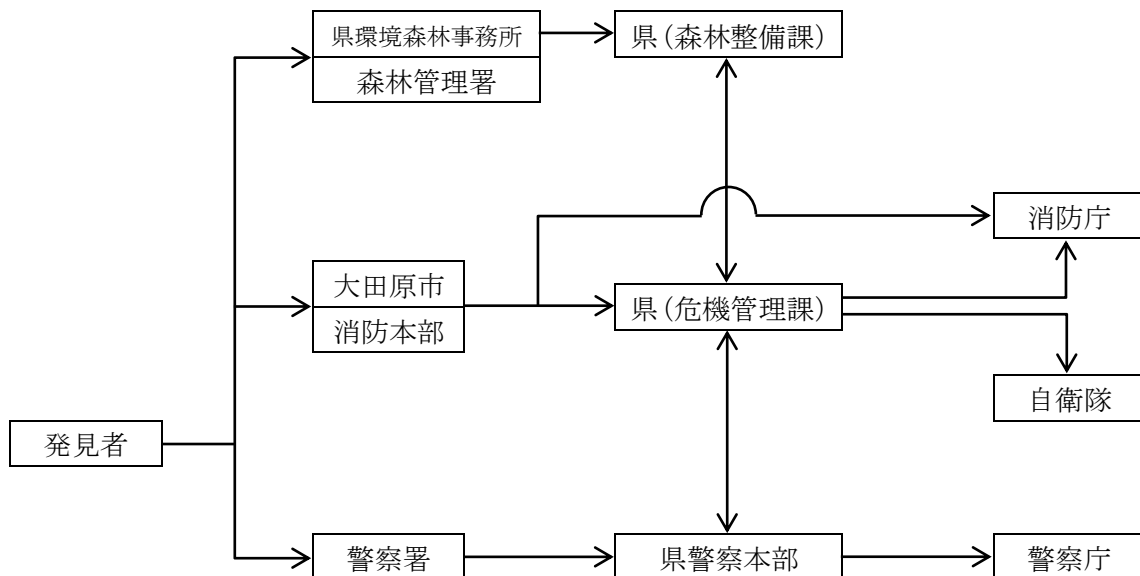 県環境森林事務所
県（森林整備課）
森林管理署
消防庁
大田原市
県（危機管理課）
消防本部
自衛隊
発見者
警察署
県警察本部
警察庁